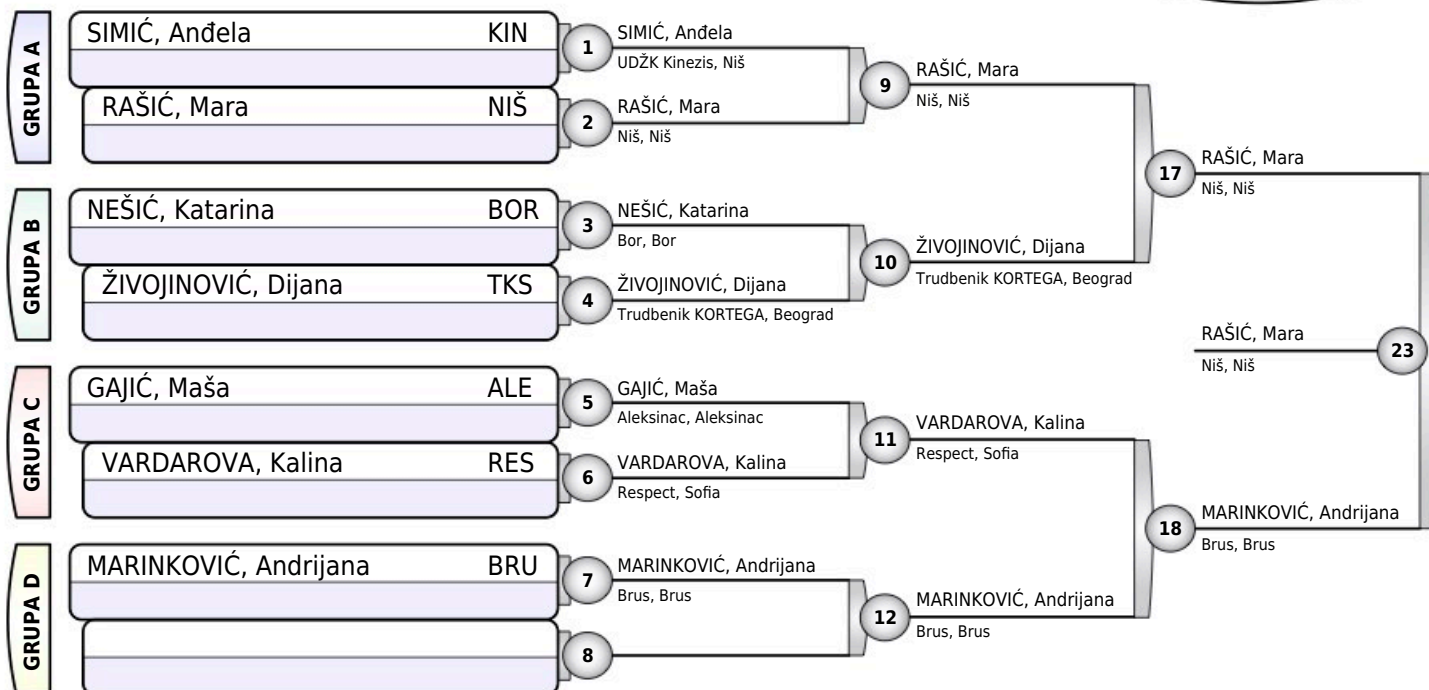 GRUPA A
SIMIĆ, Anđela KIN
RAŠIĆ, Mara NIŠ
1
SIMIĆ, Anđela
UDŽK Kinezis, Niš
2
RAŠIĆ, Mara
Niš, Niš
9
RAŠIĆ, Mara
Niš, Niš
GRUPA B
NEŠIĆ, Katarina BOR
ŽIVOJINOVIĆ, Dijana TKS
3
NEŠIĆ, Katarina
Bor, Bor
4
ŽIVOJINOVIĆ, Dijana
Trudbenik KORTEGA, Beograd
10
ŽIVOJINOVIĆ, Dijana
Trudbenik KORTEGA, Beograd
17
RAŠIĆ, Mara
Niš, Niš
RAŠIĆ, Mara
Niš, Niš
23
GRUPA C
GAJIĆ, Maša ALE
VARDAROVA, Kalina RES
5
GAJIĆ, Maša
Aleksinac, Aleksinac
6
VARDAROVA, Kalina
Respect, Sofia
11
VARDAROVA, Kalina
Respect, Sofia
GRUPA D
MARINKOVIĆ, Andrijana BRU
7
MARINKOVIĆ, Andrijana
Brus, Brus
8
12
MARINKOVIĆ, Andrijana
Brus, Brus
18
MARINKOVIĆ, Andrijana
Brus, Brus